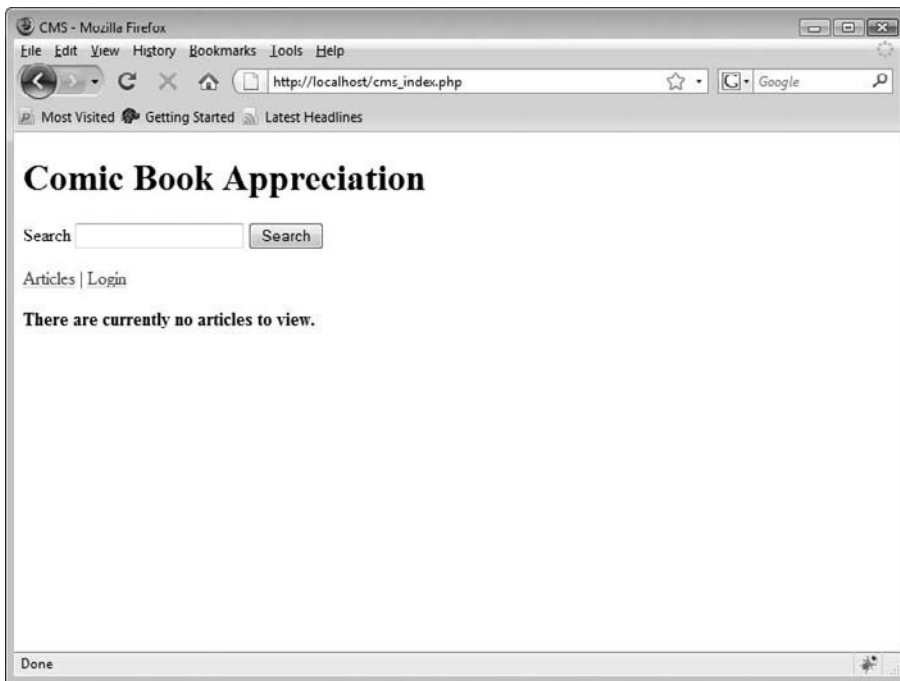 CMS - Mozilla Firefox
File Edit View History Bookmarks Tools Help
http://localhost/cms_index.php
G Google
Most Visited Getting Started Latest Headlines
Comic Book Appreciation
Search Search
Articles | Login
There are currently no articles to view.
Done